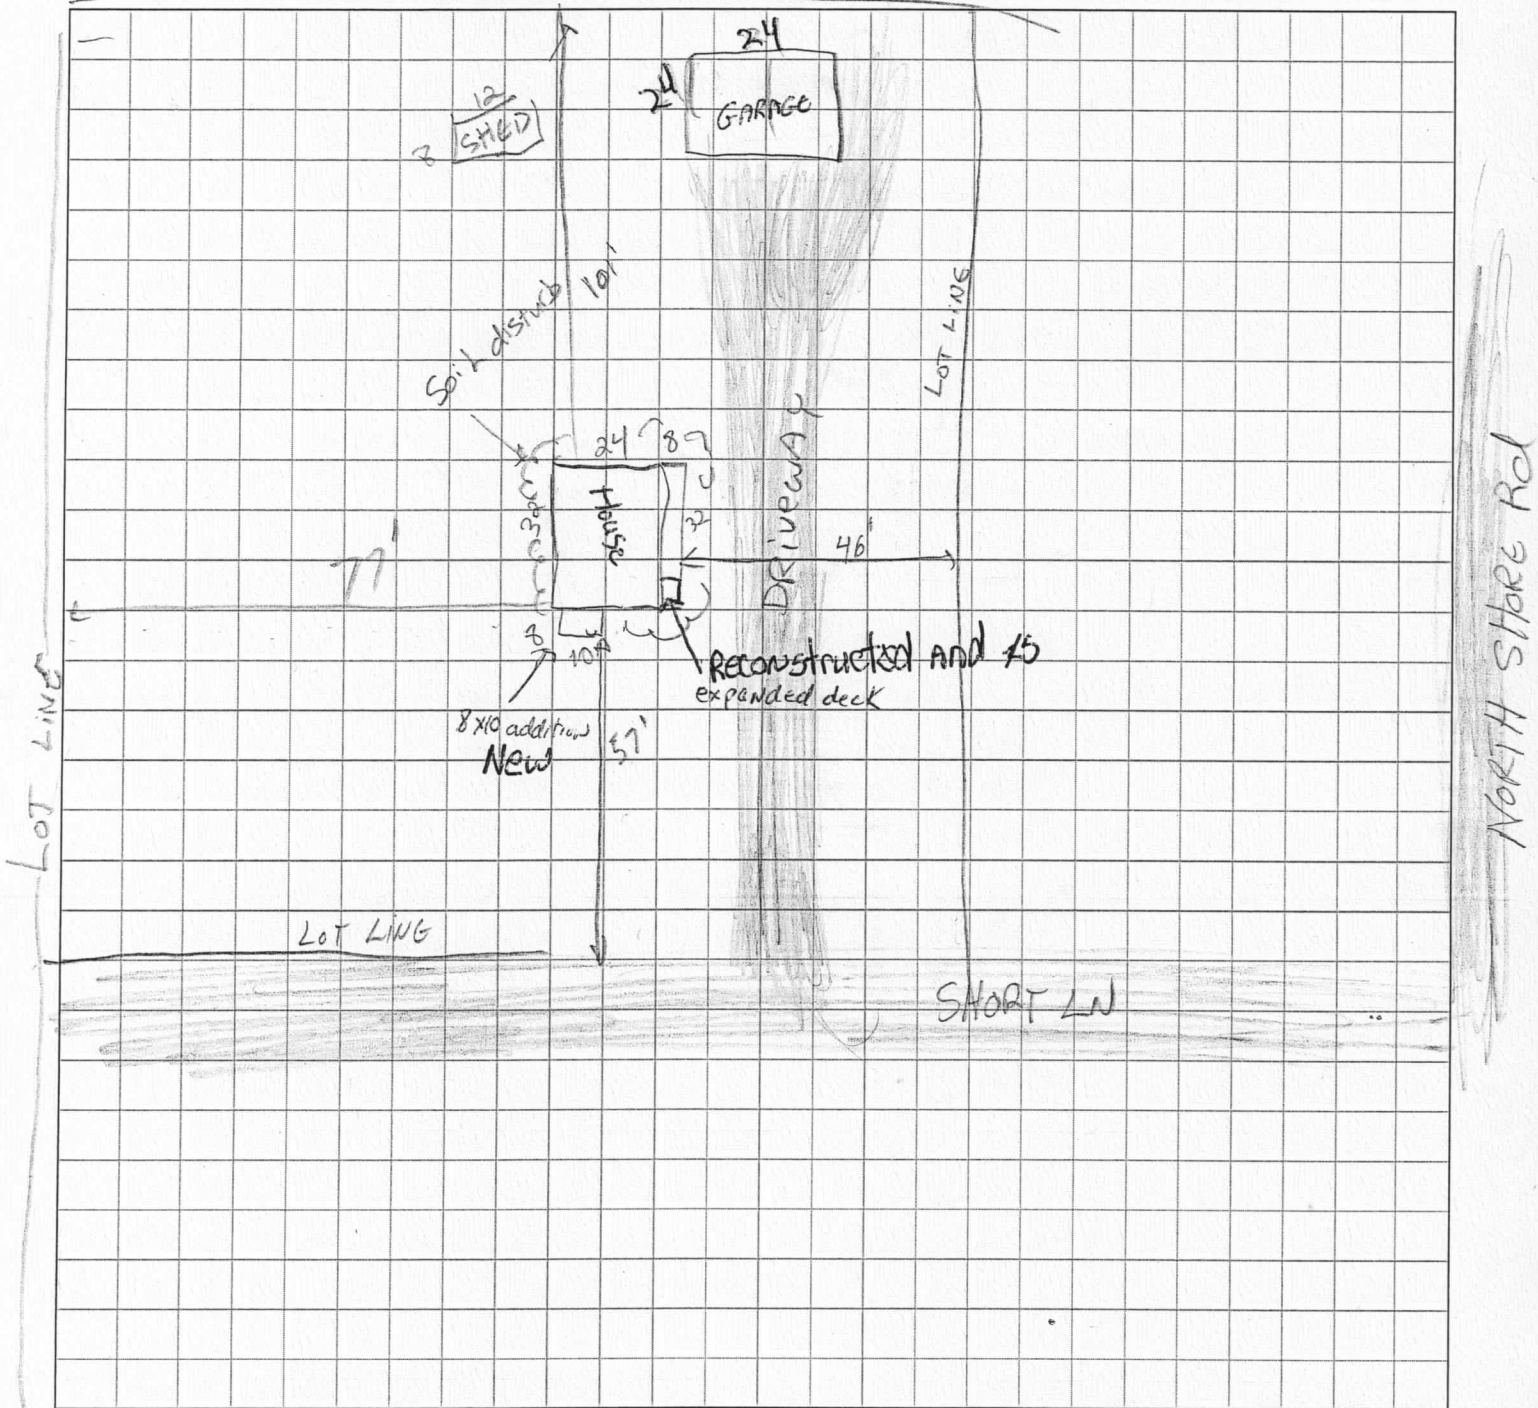 24
24
GARAGE
12
SHED
8
101'
Soil disturb
LOT LINE
24
8
32
House
DRIVEWAY
46'
77'
8
10
RECONSTRUCTED AND
expanded deck
8x10 addition
New
57'
LOT LINE
LOT LINE
SHORT LN
NORTH SHORE Rd